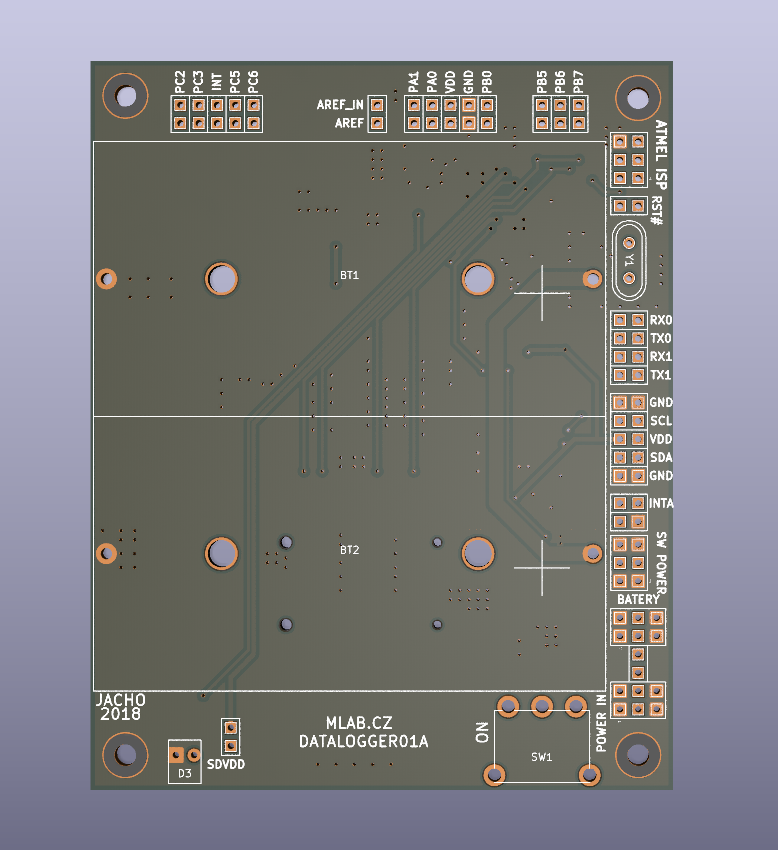 PC2
PC3
INT
PC5
PC6
AREF_IN
AREF
PA1
PA0
VDD
GND
PB0
PB5
PB6
PB7
ATMEL ISP
RST#
Y1
BT1
RX0
TX0
RX1
TX1
GND
SCL
VDD
SDA
GND
INTA
BT2
SW POWER
BATERY
JACHO
2018
MLAB.CZ
DATALOGGER01A
ON
POWER IN
SW1
SDVDD
D3